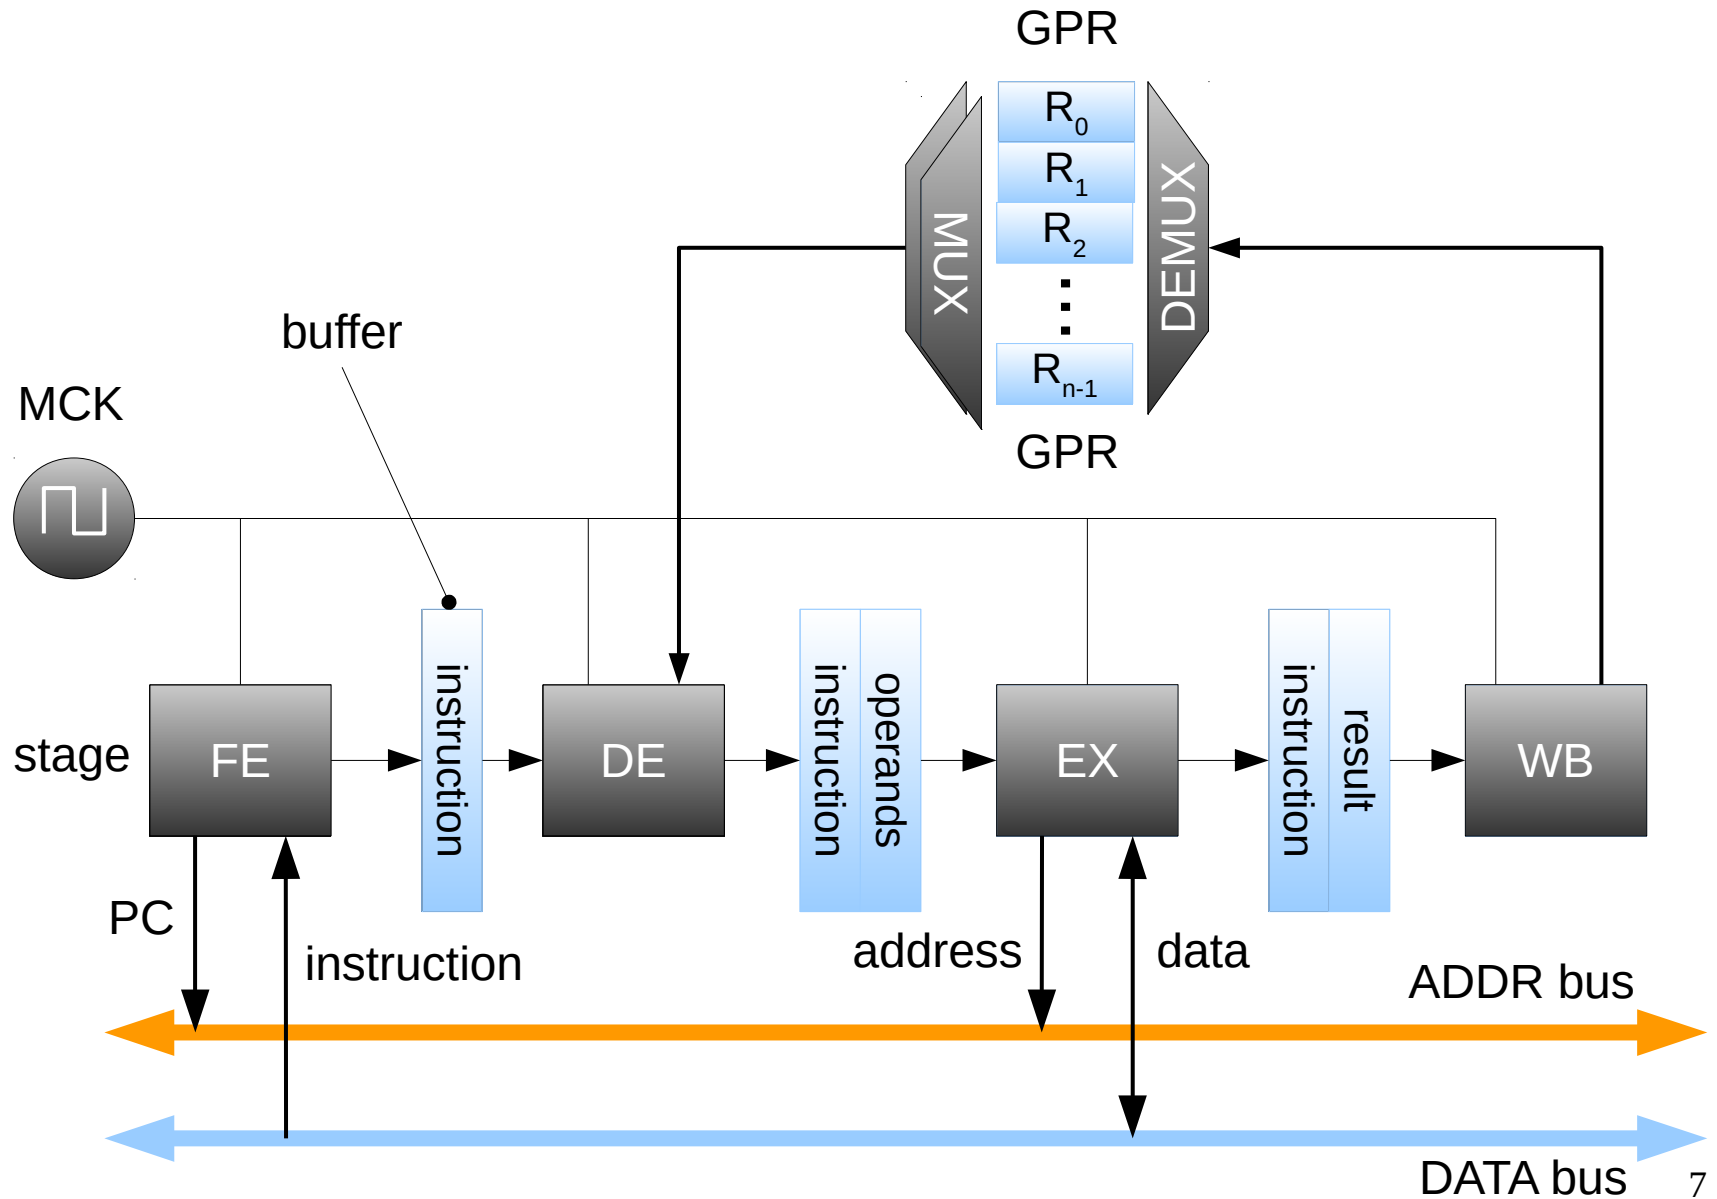 GPR
R0
R1
R2
Rn-1
MUX
DEMUX
GPR
buffer
MCK
stage
FE
instruction
DE
instruction
operands
EX
instruction
result
WB
PC
instruction
address
data
ADDR bus
DATA bus
7